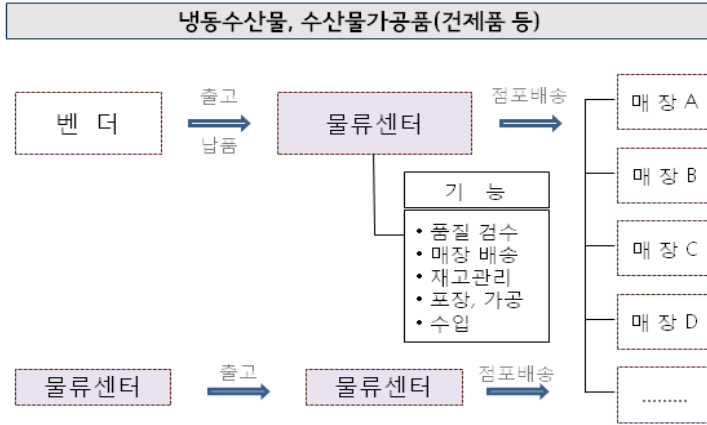 냉동수산물, 수산물가공품(건제품 등)
벤 더
출고
납품
물류센터
점포배송
매 장 A
매 장 B
매 장 C
매 장 D
.........
기 능
• 품질 검수
• 매장 배송
• 재고관리
• 포장, 가공
• 수입
물류센터
출고
물류센터
점포배송